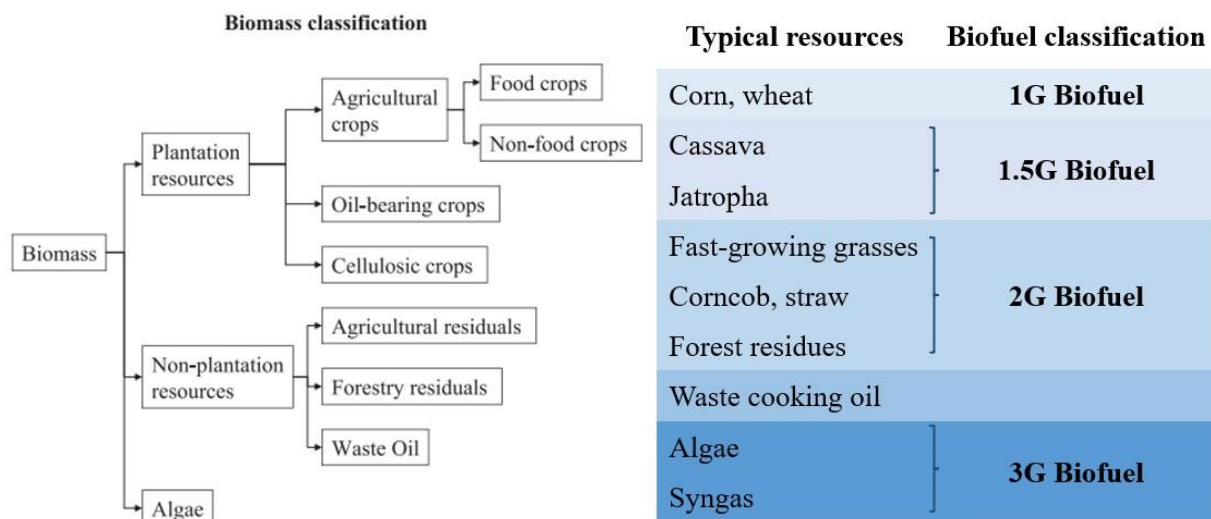 Biomass classification
Biomass
Plantation
resources
Non-plantation
resources
Algae
Agricultural
crops
Oil-bearing crops
Cellulosic crops
Agricultural residuals
Forestry residuals
Waste Oil
Food crops
Non-food crops
Typical resources
Biofuel classification
Corn, wheat
1G Biofuel
Cassava
Jatropha
1.5G Biofuel
Fast-growing grasses
Corncob, straw
Forest residues
2G Biofuel
Waste cooking oil
Algae
Syngas
3G Biofuel